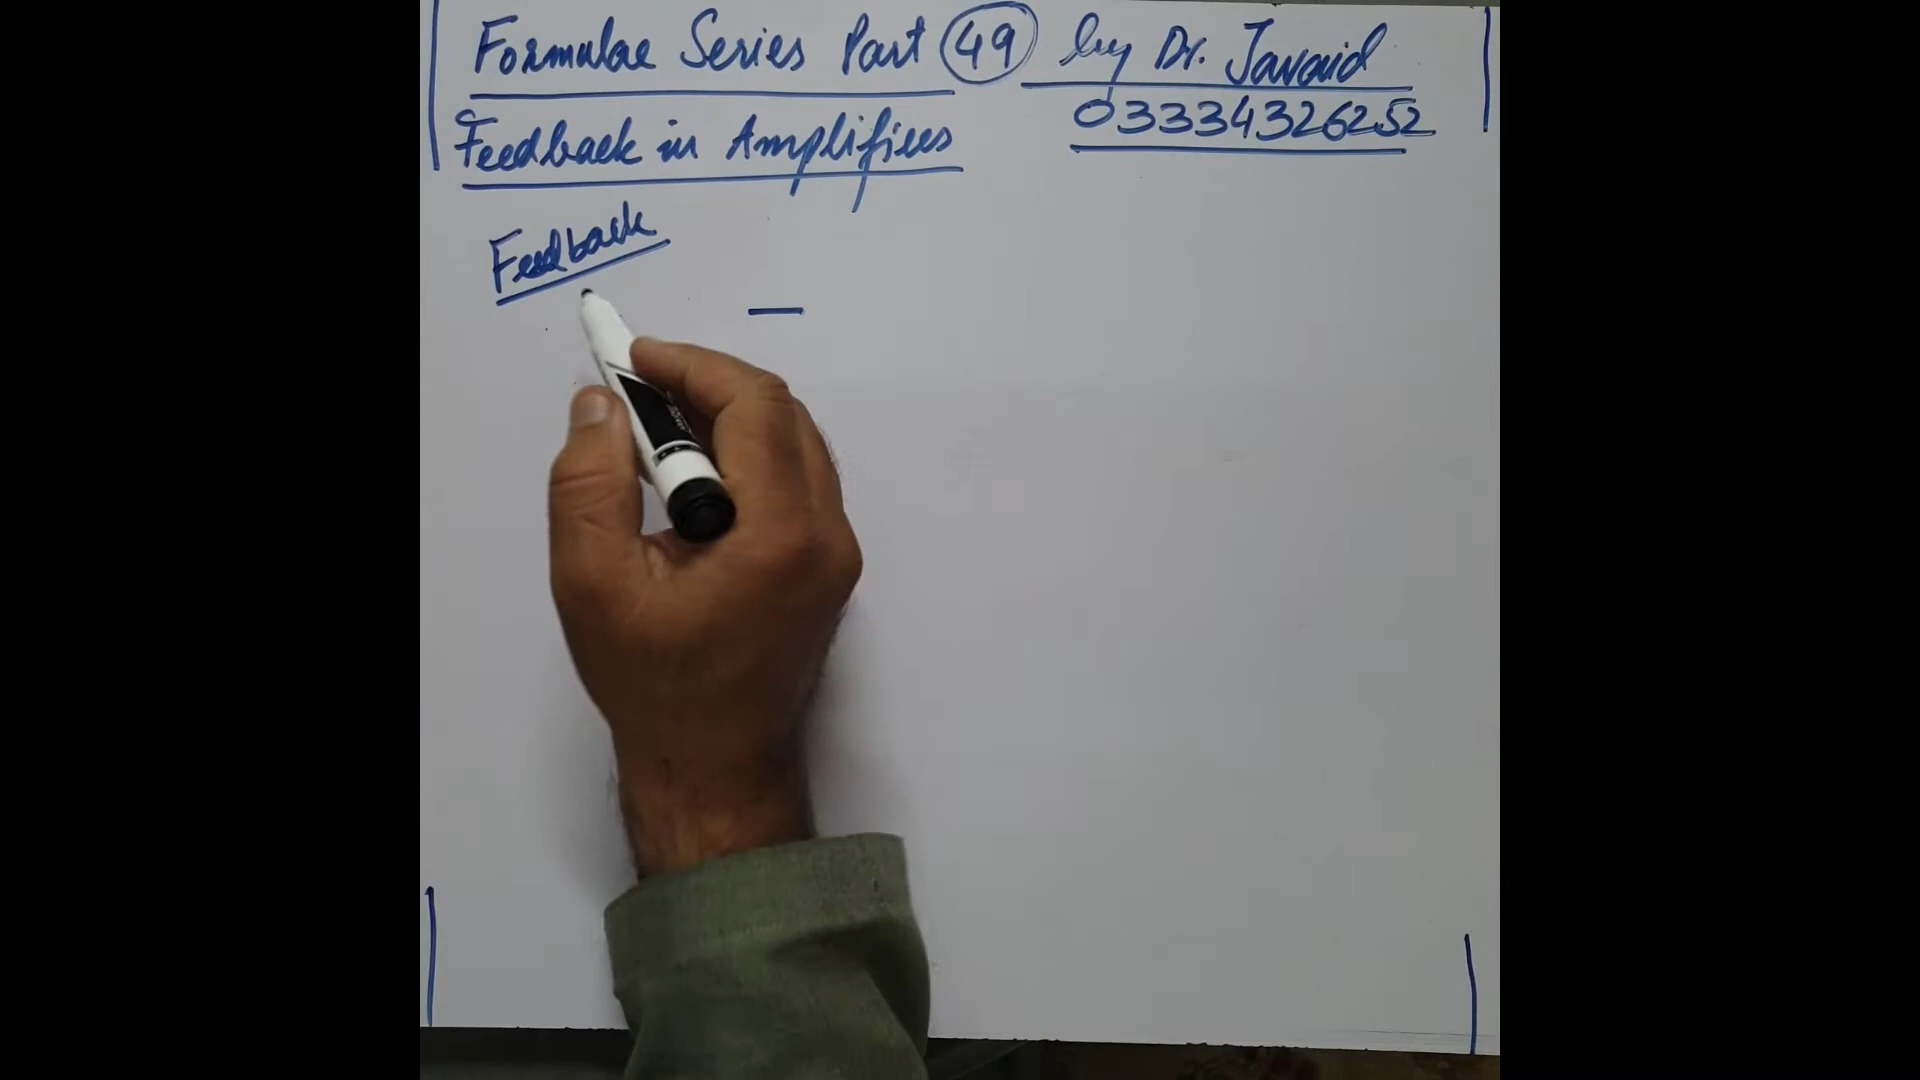 Formulae Series Part 49 by Dr. Javaid
03334326252
Feedback in Amplifiers
Feedback